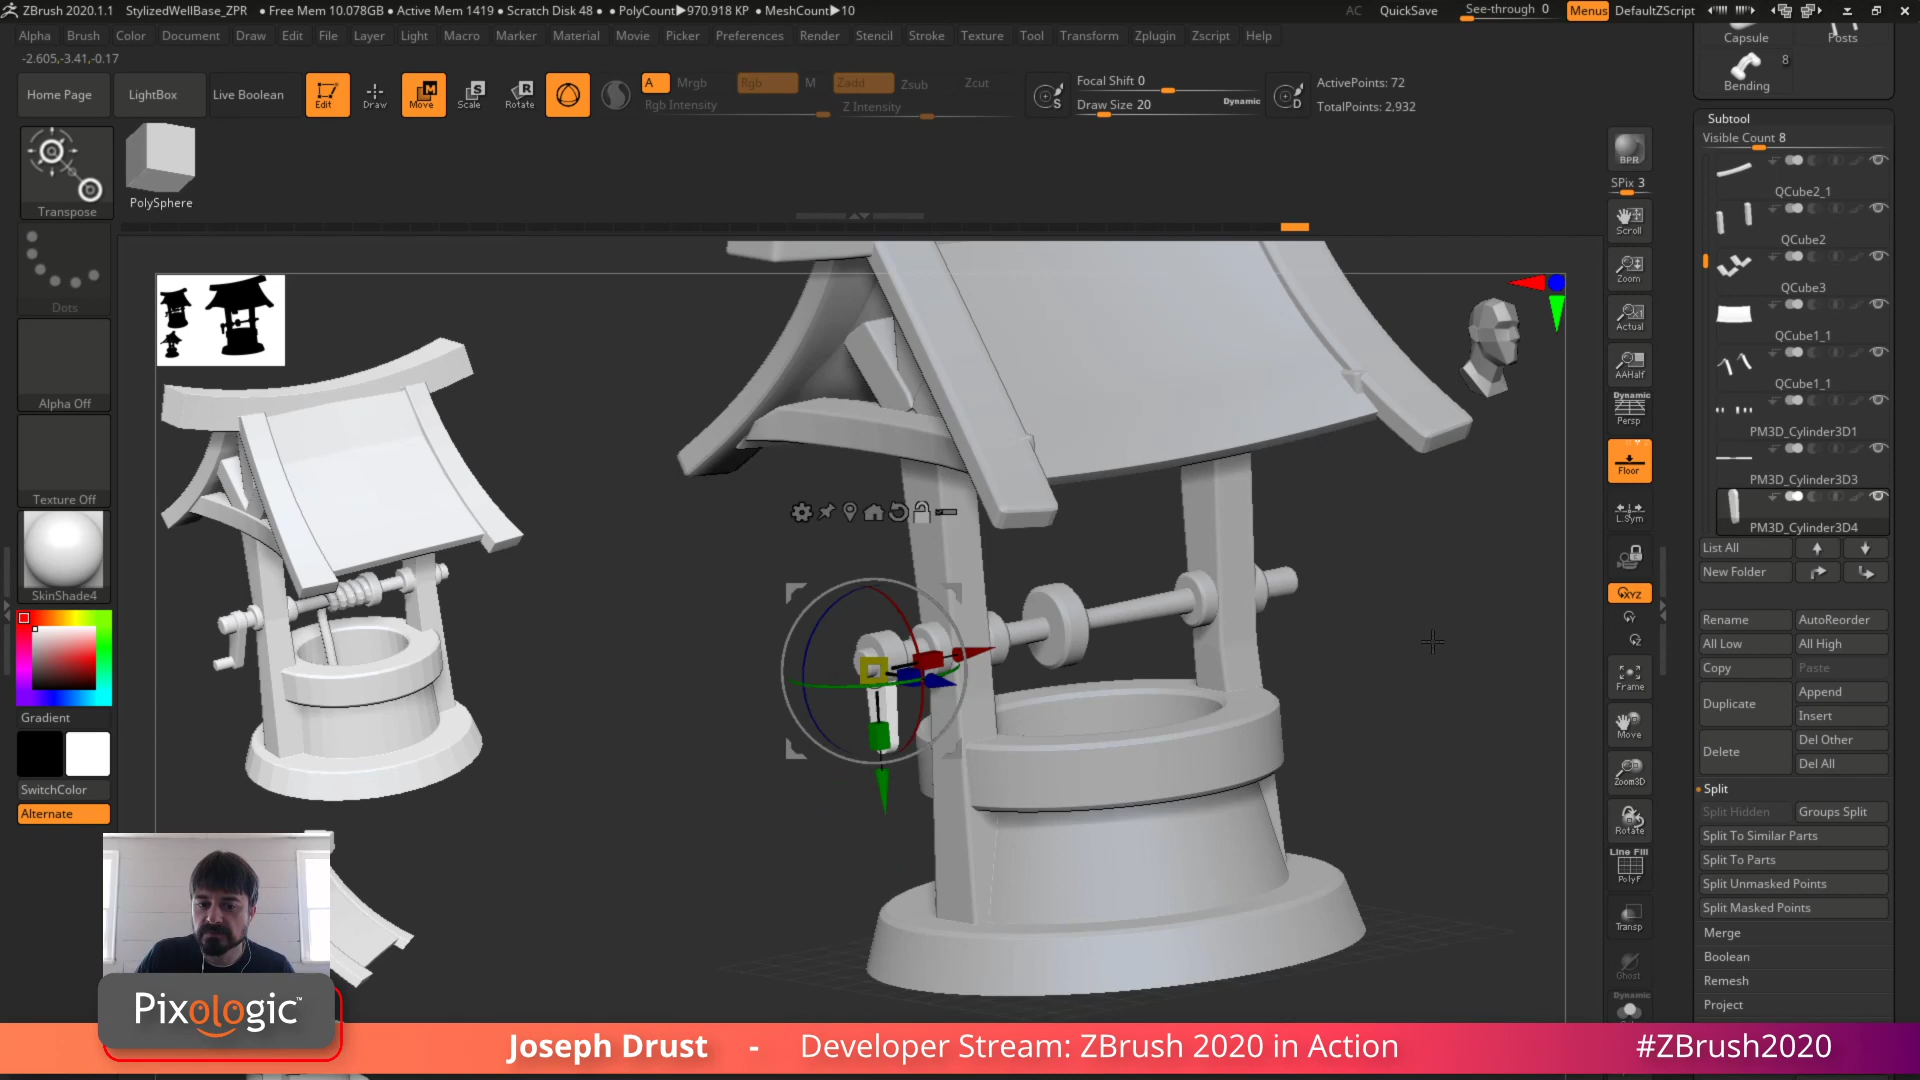 ZBrush 2020.1.1 StylizedWellBase_ZPR • Free Mem 10.078GB • Active Mem 1419 • Scratch Disk 48 • • PolyCount▶970.918 KP • MeshCount▶10 AC QuickSave See-through 0 Menus DefaultZScript
Alpha Brush Color Document Draw Edit File Layer Light Macro Marker Material Movie Picker Preferences Render Stencil Stroke Texture Tool Transform Zplugin Zscript Help
-2.605,-3.41,-0.17
Home Page LightBox Live Boolean Edit Draw Move Scale Rotate
A Mrgb Rgb M Zadd Zsub Zcut
Rgb Intensity Z Intensity
Focal Shift 0
Draw Size 20 Dynamic
S D
ActivePoints: 72
TotalPoints: 2,932
Transpose
PolySphere
Dots
Alpha Off
Texture Off
SkinShade4
Gradient
SwitchColor
Alternate
BPR
SPix 3
Scroll
Zoom
Actual
AAHalf
Dynamic
Persp
Floor
L.Sym
XYZ
Frame
Move
Zoom3D
Rotate
Line Fill
PolyF
Transp
Ghost
Dynamic
Capsule Posts
8
Bending
Subtool
Visible Count 8
QCube2_1
QCube2
QCube3
QCube1_1
QCube1_1
PM3D_Cylinder3D1
PM3D_Cylinder3D3
PM3D_Cylinder3D4
List All
New Folder
Rename AutoReorder
All Low All High
Copy Paste
Duplicate Append
Insert
Delete Del Other
Del All
Split
Split Hidden Groups Split
Split To Similar Parts
Split To Parts
Split Unmasked Points
Split Masked Points
Merge
Boolean
Remesh
Project
Pixologic™
Joseph Drust - Developer Stream: ZBrush 2020 in Action #ZBrush2020